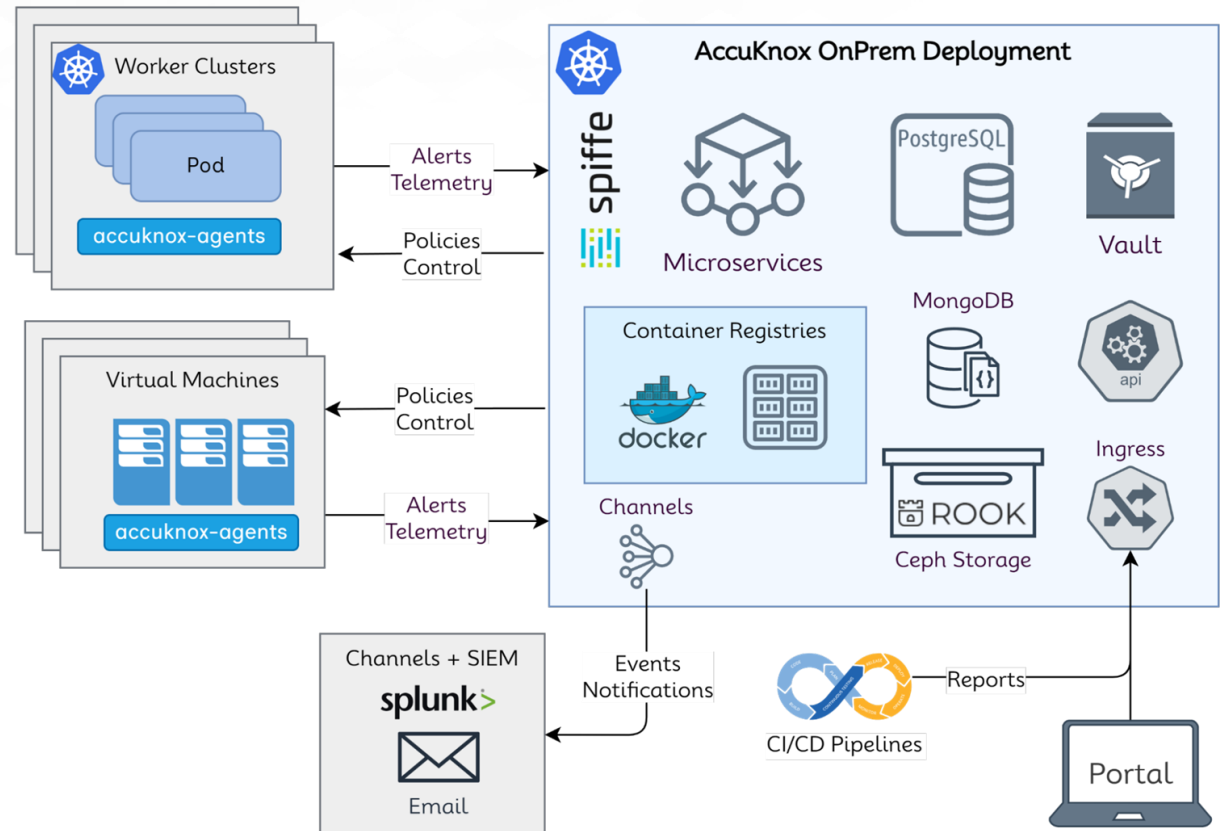 AccuKnox OnPrem Deployment
Worker Clusters
Pod
accuknox-agents
Alerts
Telemetry
Policies
Control
spiffe
Microservices
PostgreSQL
Vault
MongoDB
api
Container Registries
docker
Virtual Machines
accuknox-agents
Policies
Control
Alerts
Telemetry
Channels
ROOK
Ceph Storage
Ingress
Channels + SIEM
splunk>
Email
Events
Notifications
CI/CD Pipelines
Reports
Portal